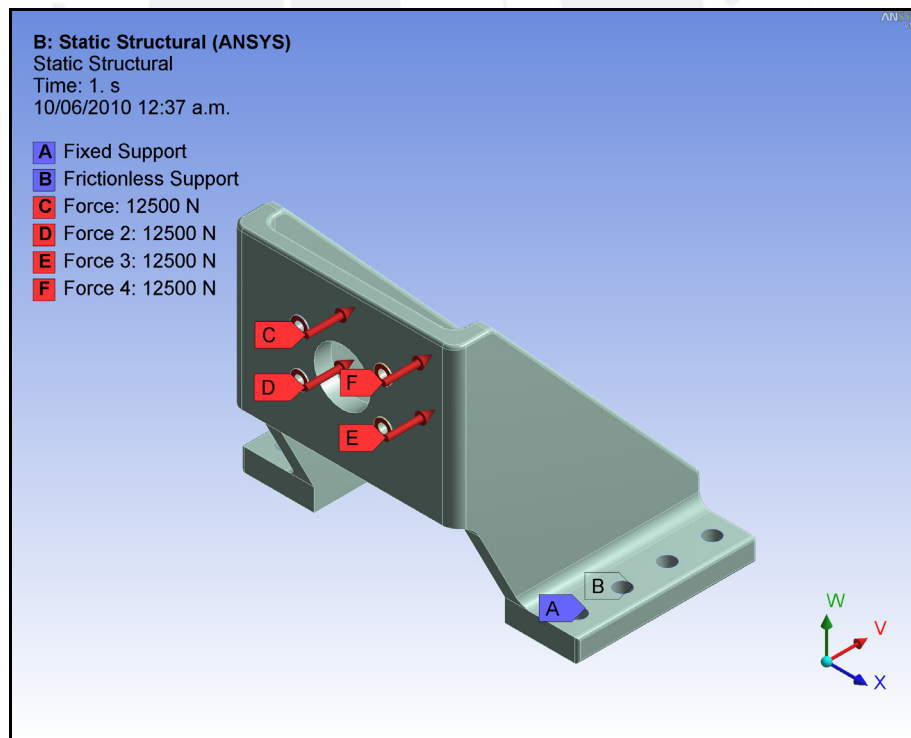 ANSYS
B: Static Structural (ANSYS)
Static Structural
Time: 1. s
10/06/2010 12:37 a.m.
A Fixed Support
B Frictionless Support
C Force: 12500 N
D Force 2: 12500 N
E Force 3: 12500 N
F Force 4: 12500 N
C
D
F
E
B
A
W
V
X